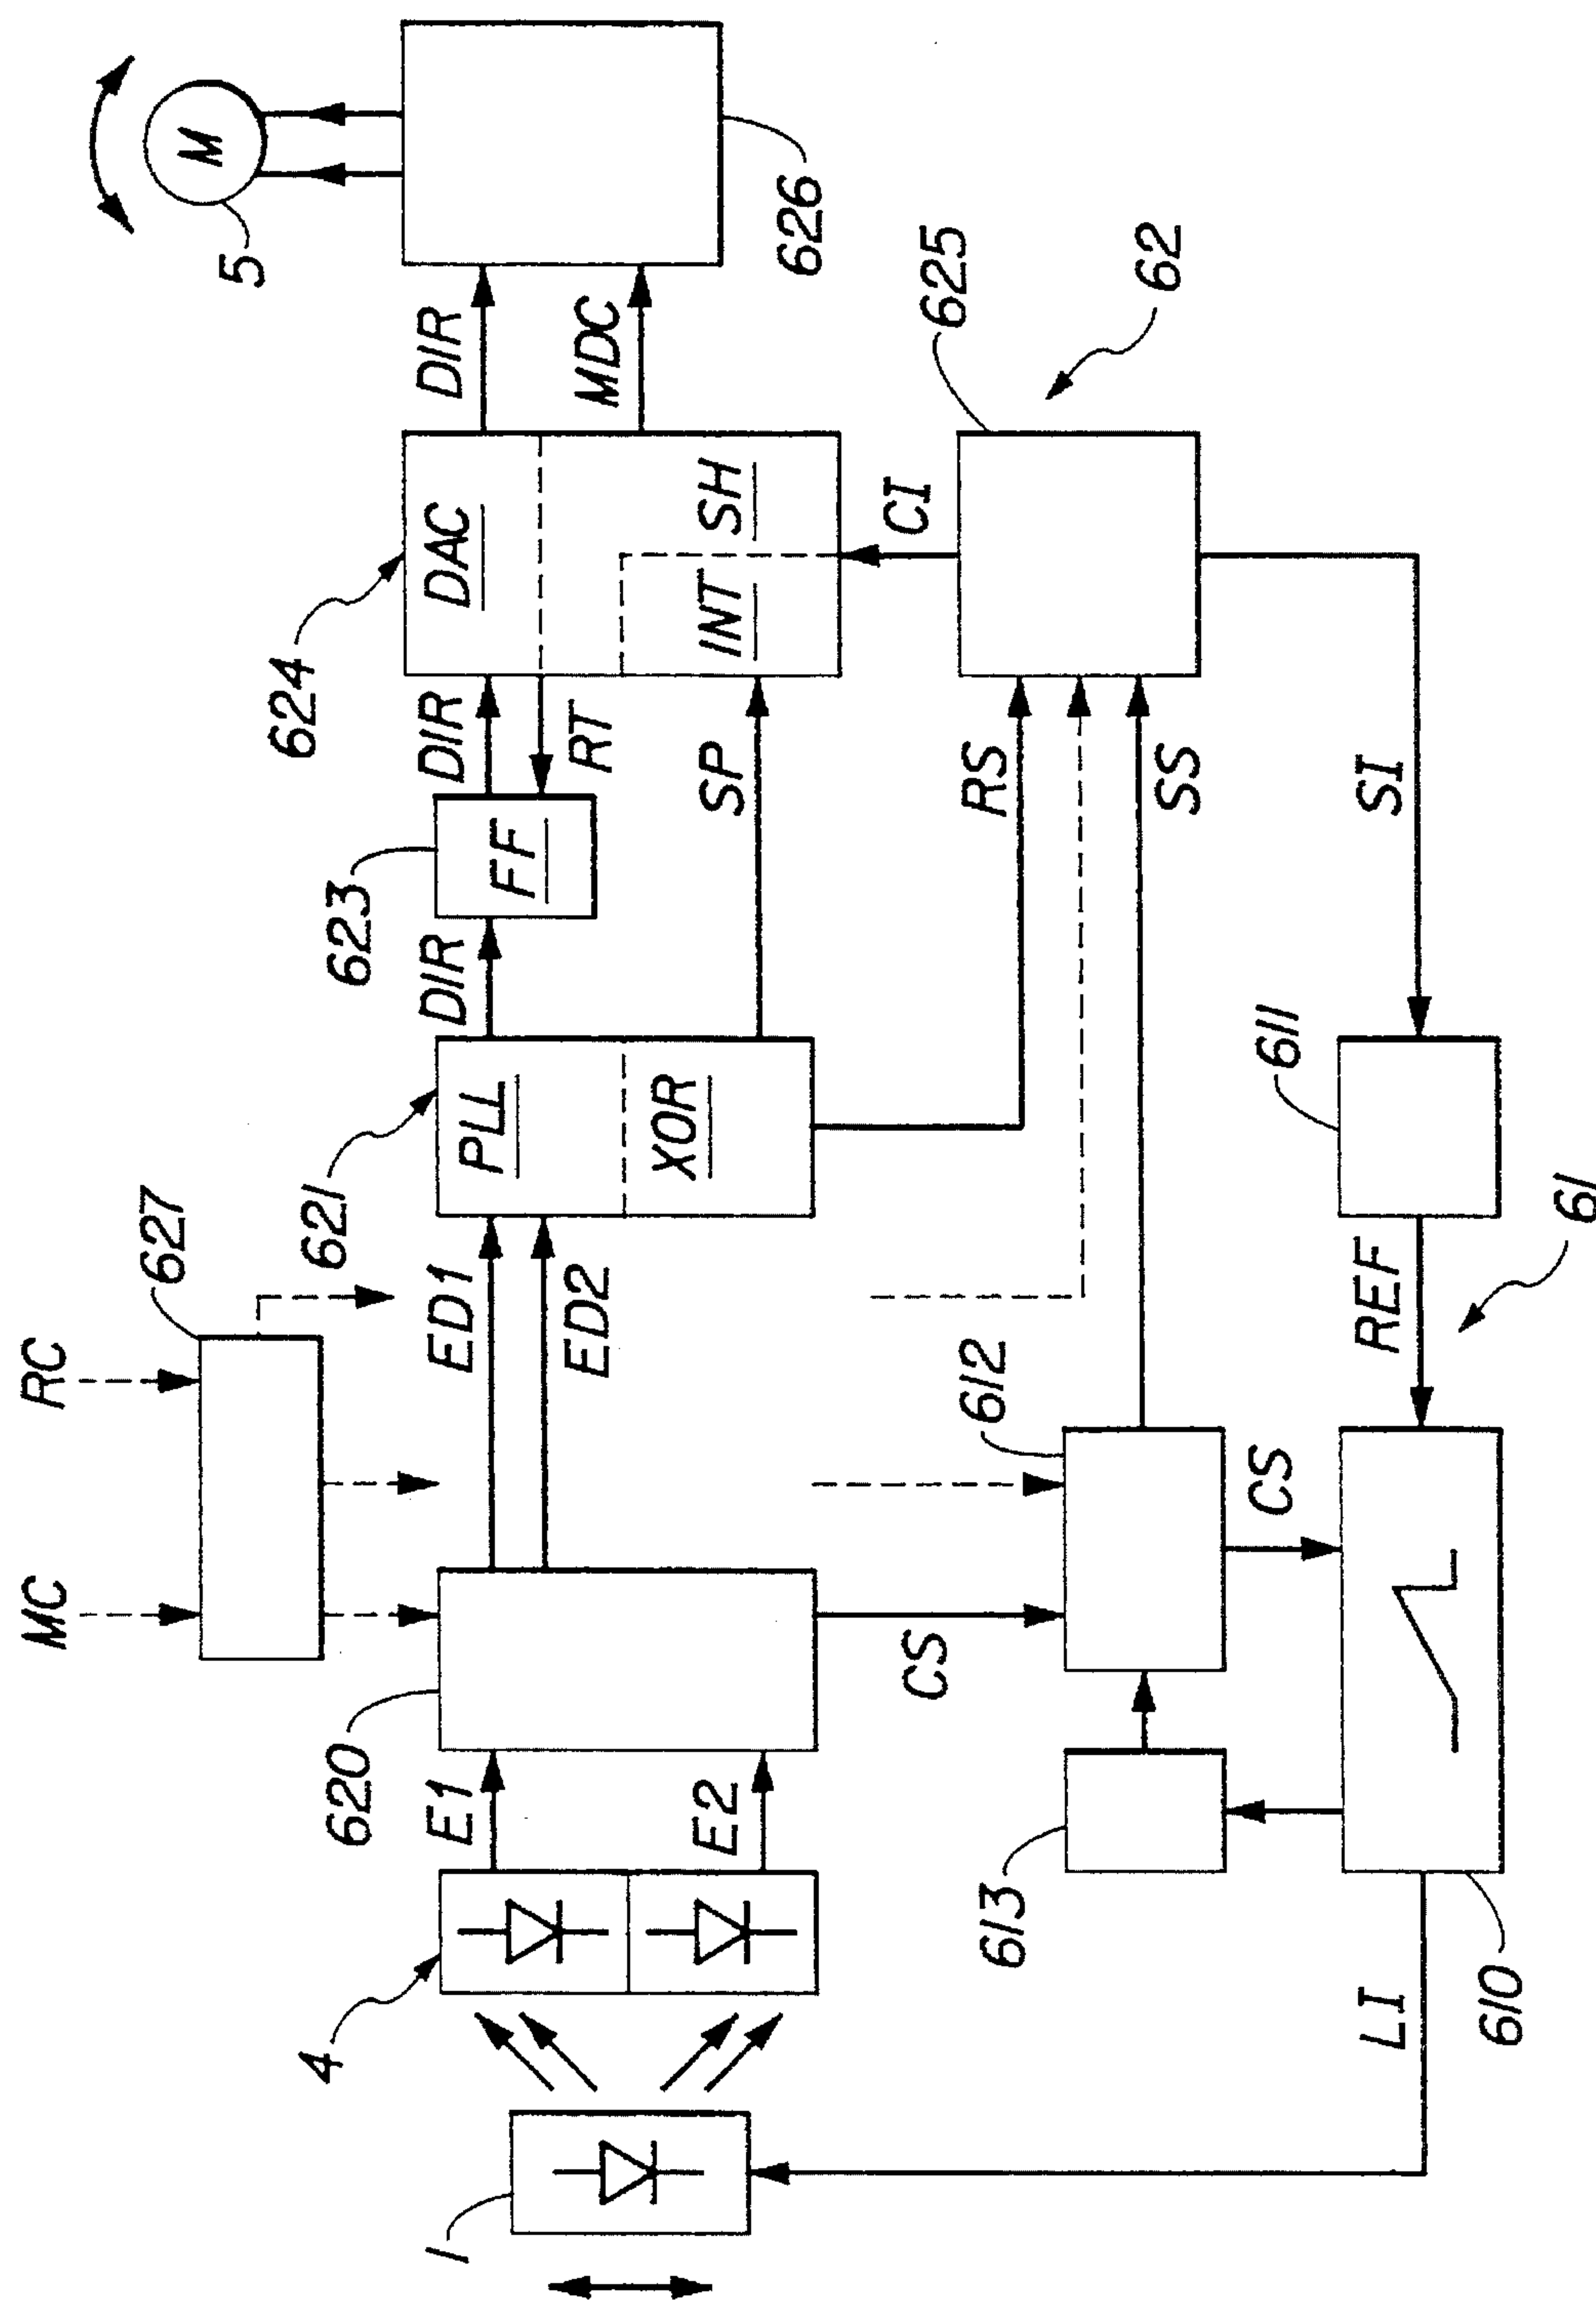 MC
RC
627
5
M
620
621
623
624
4
E1
ED1
PLL
DIR
FF
DIR
DAC
DIR
ED2
RT
MDC
E2
XOR
SP
INT
SH
626
1
CS
RS
CI
625
613
612
SS
62
CS
611
LI
REF
SI
610
61